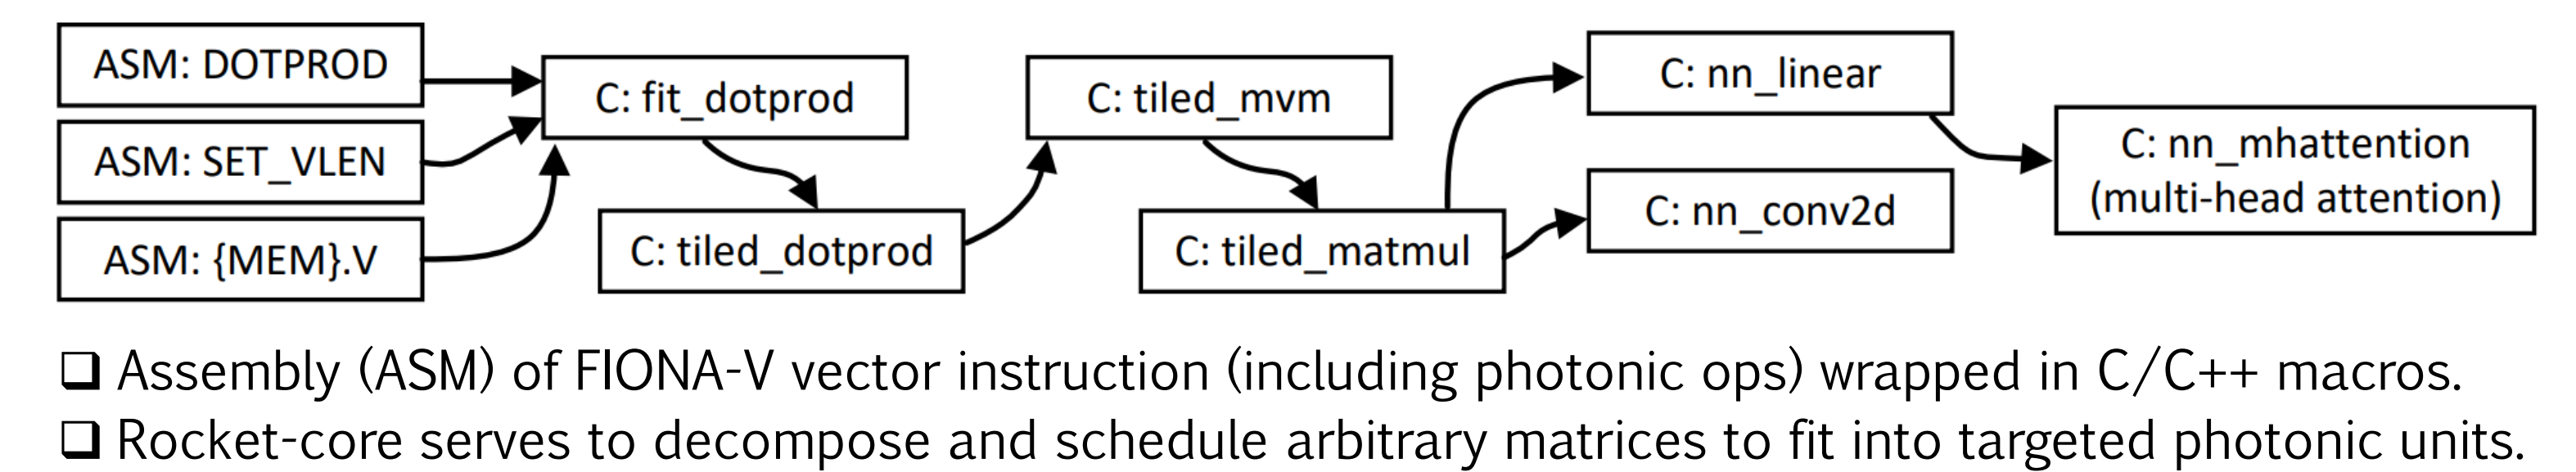 ASM: DOTPROD
ASM: SET_VLEN
ASM: {MEM}.V
C: fit_dotprod
C: tiled_dotprod
C: tiled_mvm
C: tiled_matmul
C: nn_linear
C: nn_conv2d
C: nn_mhattention
(multi-head attention)
❑ Assembly (ASM) of FIONA-V vector instruction (including photonic ops) wrapped in C/C++ macros.
❑ Rocket-core serves to decompose and schedule arbitrary matrices to fit into targeted photonic units.